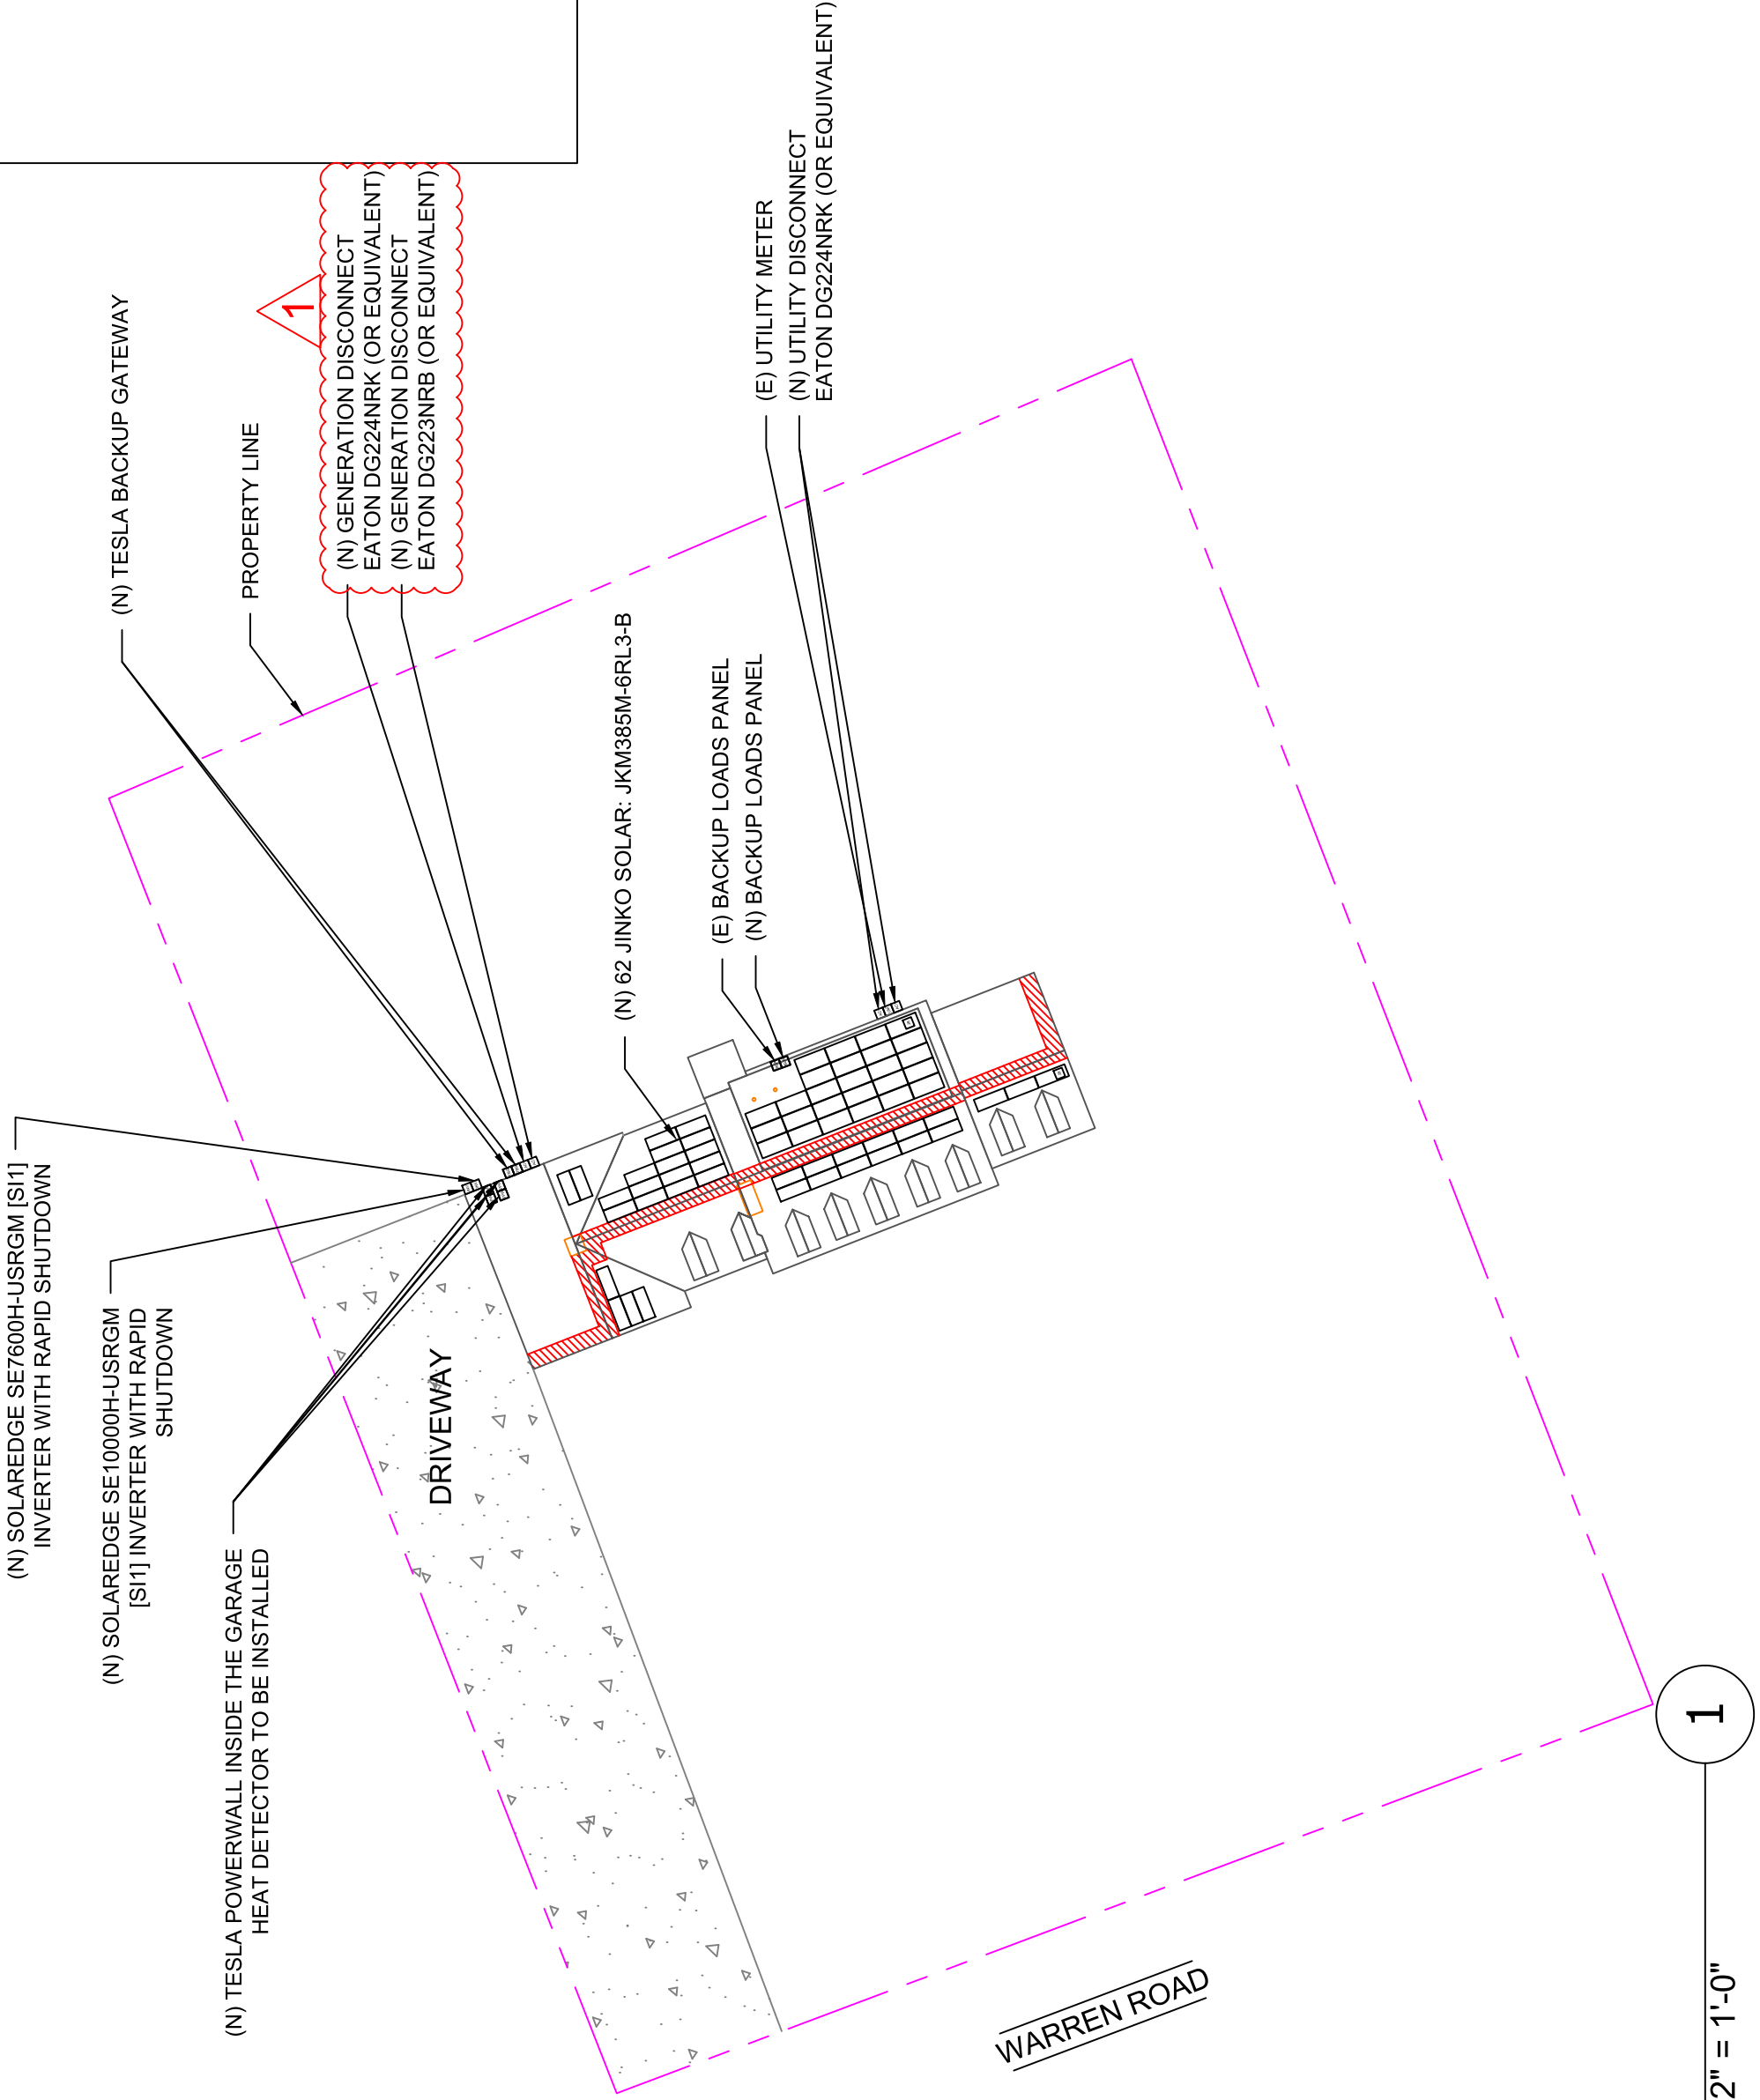 (N) SOLAREDGE SE7600H-USRGM [SI1]
INVERTER WITH RAPID SHUTDOWN
(N) SOLAREDGE SE10000H-USRGM
[SI1] INVERTER WITH RAPID
SHUTDOWN
(N) TESLA POWERWALL INSIDE THE GARAGE
HEAT DETECTOR TO BE INSTALLED
(N) TESLA BACKUP GATEWAY
PROPERTY LINE
1
(N) GENERATION DISCONNECT
EATON DG224NRK (OR EQUIVALENT)
(N) GENERATION DISCONNECT
EATON DG223NRB (OR EQUIVALENT)
DRIVEWAY
(N) 62 JINKO SOLAR: JKM385M-6RL3-B
(E) BACKUP LOADS PANEL
(N) BACKUP LOADS PANEL
(E) UTILITY METER
(N) UTILITY DISCONNECT
EATON DG224NRK (OR EQUIVALENT)
WARREN ROAD
1
2" = 1'-0"